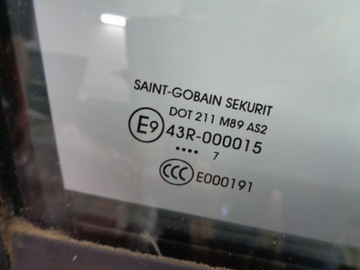 SAINT-GOBAIN SEKURIT
DOT 211 M89 AS2
E9 43R-000015
•••• 7
CCC E000191